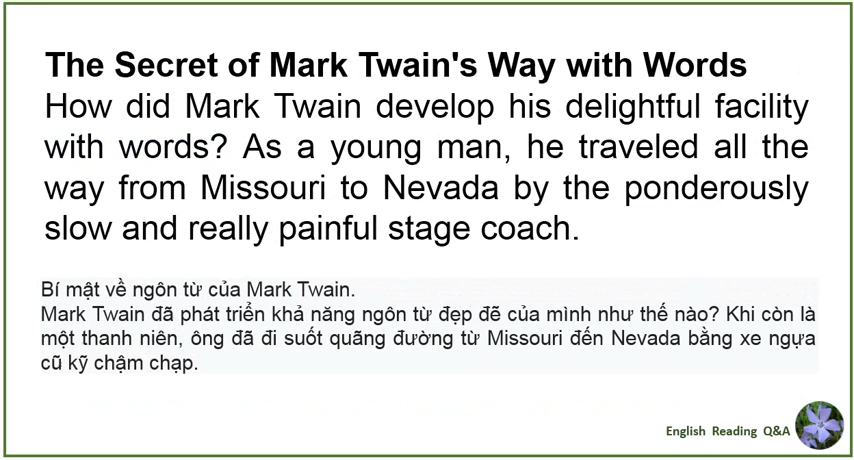 The Secret of Mark Twain's Way with Words
How did Mark Twain develop his delightful facility
with words? As a young man, he traveled all the
way from Missouri to Nevada by the ponderously
slow and really painful stage coach.
Bí mật về ngôn từ của Mark Twain.
Mark Twain đã phát triển khả năng ngôn từ đẹp đẽ của mình như thế nào? Khi còn là
một thanh niên, ông đã đi suốt quãng đường từ Missouri đến Nevada bằng xe ngựa
cũ kỹ chậm chạp.
English Reading Q&A